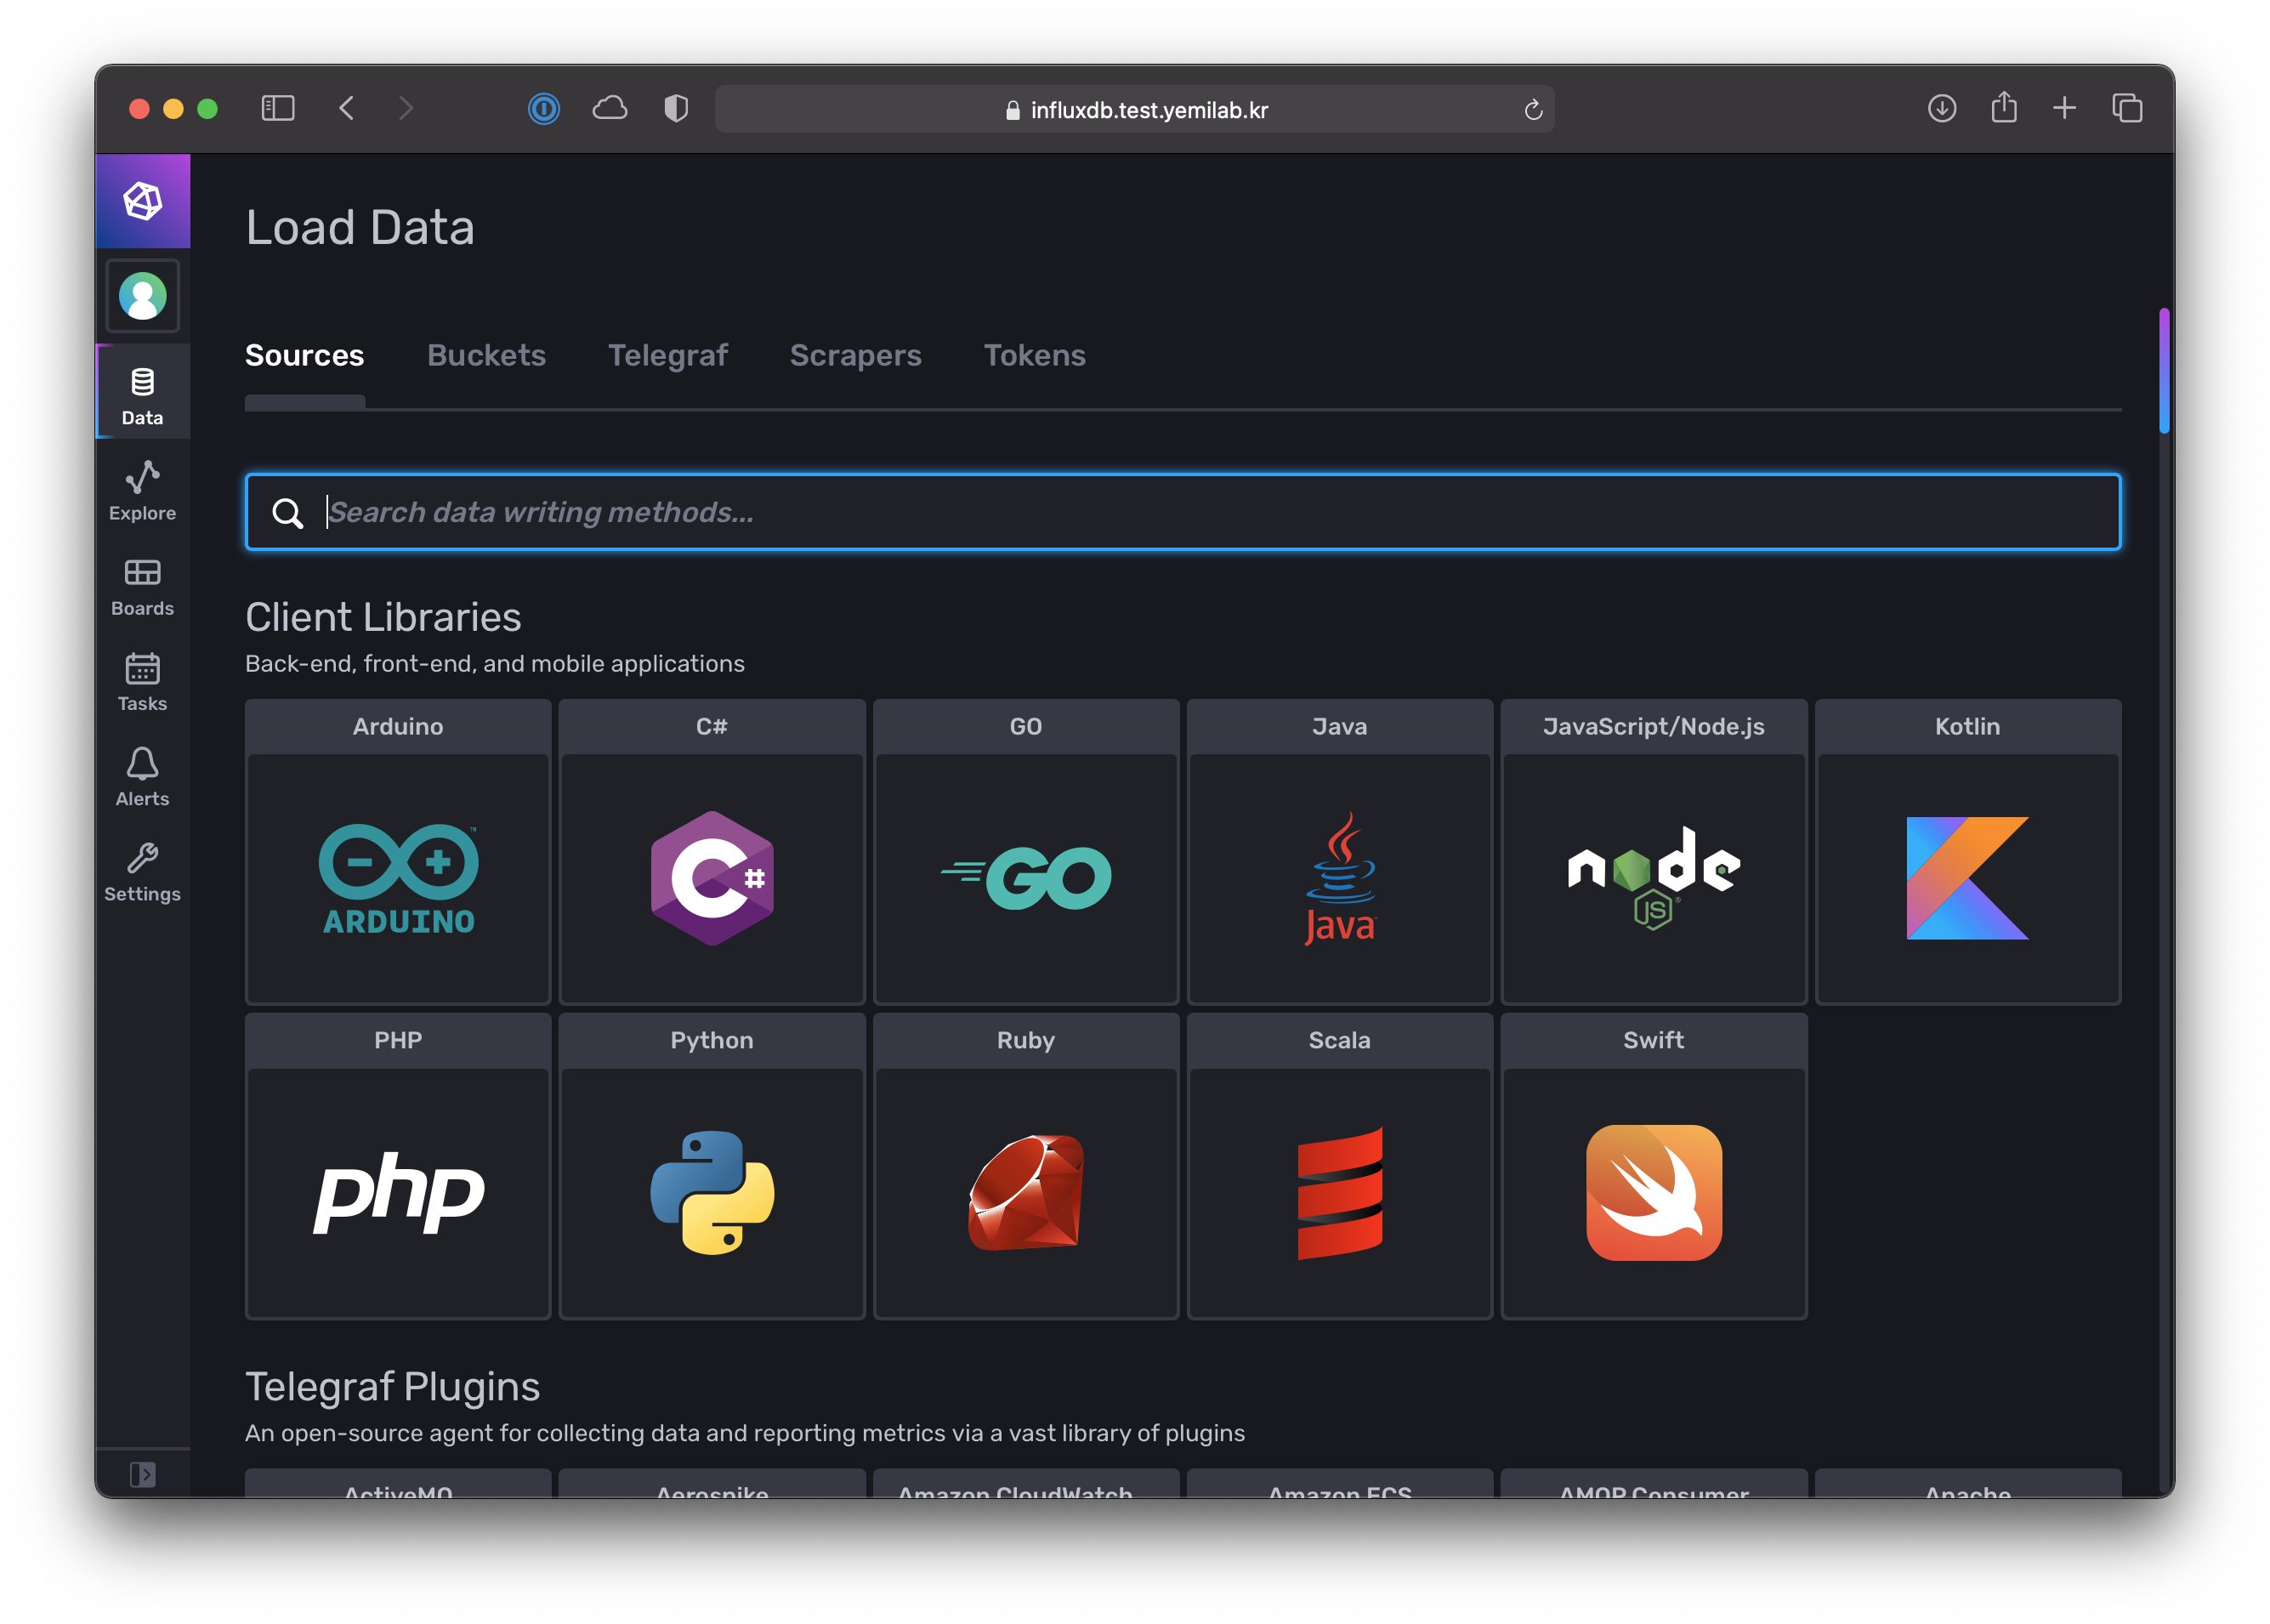 influxdb.test.yemilab.kr
Load Data
Data
Explore
Boards
Tasks
Alerts
Settings
Sources Buckets Telegraf Scrapers Tokens
Search data writing methods...
Client Libraries
Back-end, front-end, and mobile applications
Arduino C# GO Java JavaScript/Node.js Kotlin
ARDUINO
C#
GO
Java
node
JS
PHP Python Ruby Scala Swift
php
Telegraf Plugins
An open-source agent for collecting data and reporting metrics via a vast library of plugins
ActiveMQ Aerospike Amazon CloudWatch Amazon ECS AMQP Consumer Apache